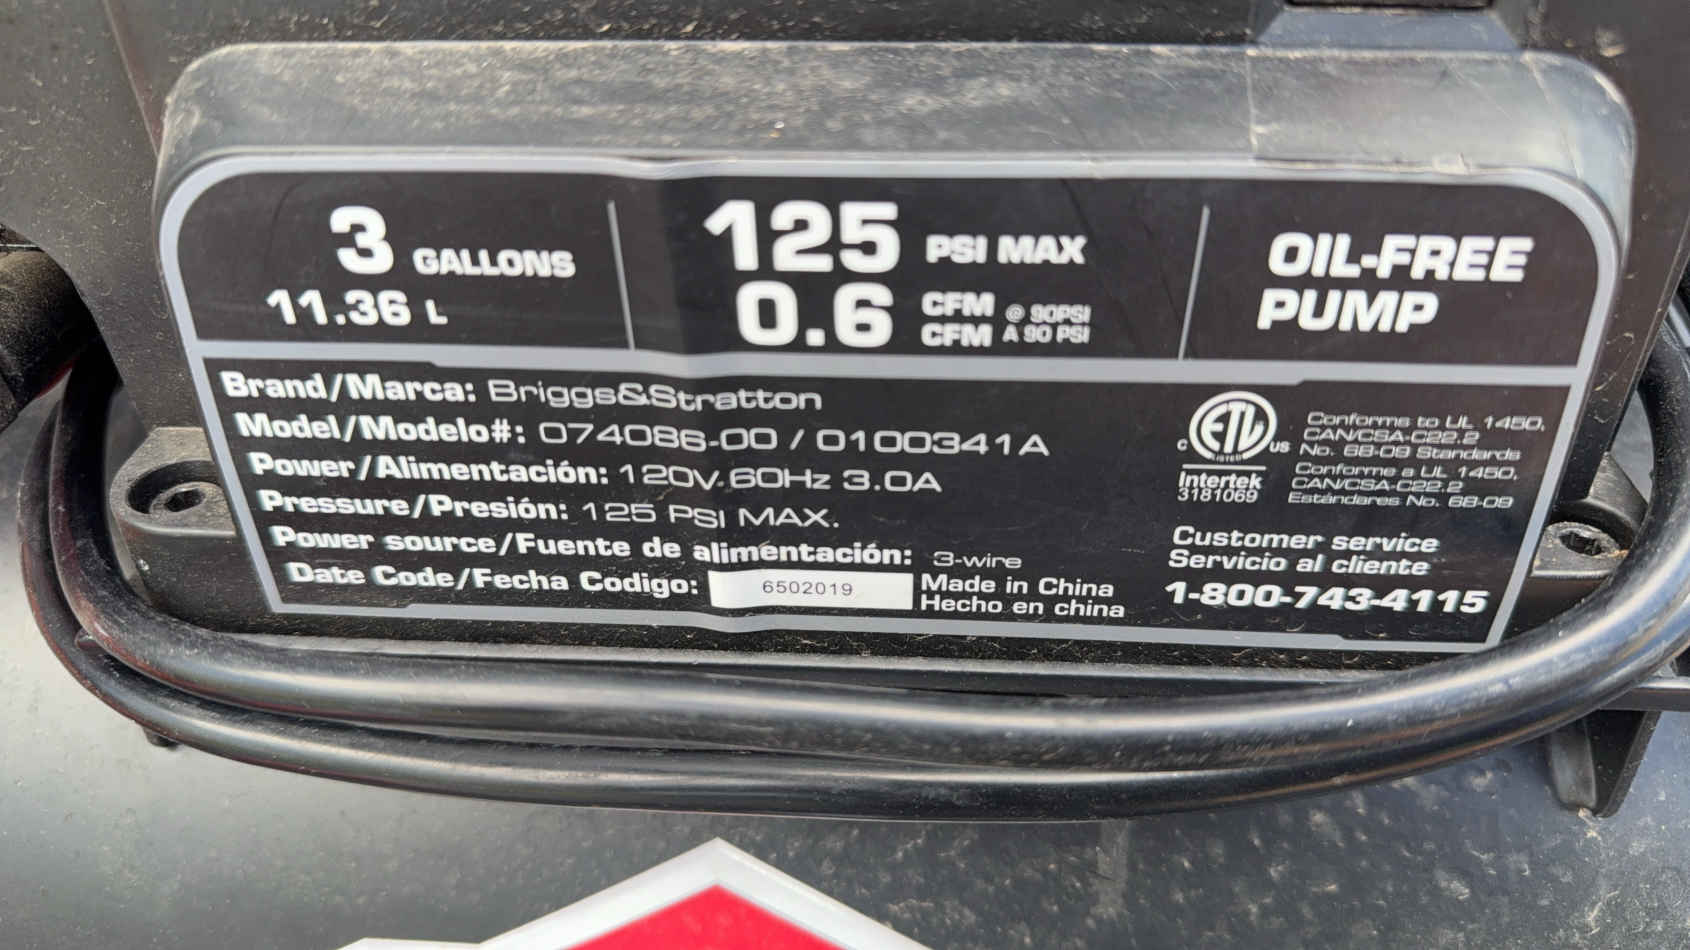 3 GALLONS
11.36 L
125 PSI MAX
0.6 CFM @ 90PSI
CFM A 90 PSI
OIL-FREE
PUMP
Brand/Marca: Briggs&Stratton
Model/Modelo#: 074086-00 / 0100341A
Power/Alimentación: 120V~60Hz 3.0A
Pressure/Presión: 125 PSI MAX.
Power source/Fuente de alimentación: 3-wire
Date Code/Fecha Codigo: 6502019
Made in China
Hecho en china
C ETL US
LISTED
Intertek
3181069
Conforms to UL 1450,
CAN/CSA-C22.2
No. 68-09 Standards
Conforme a UL 1450,
CAN/CSA-C22.2
Estándares No. 68-09
Customer service
Servicio al cliente
1-800-743-4115